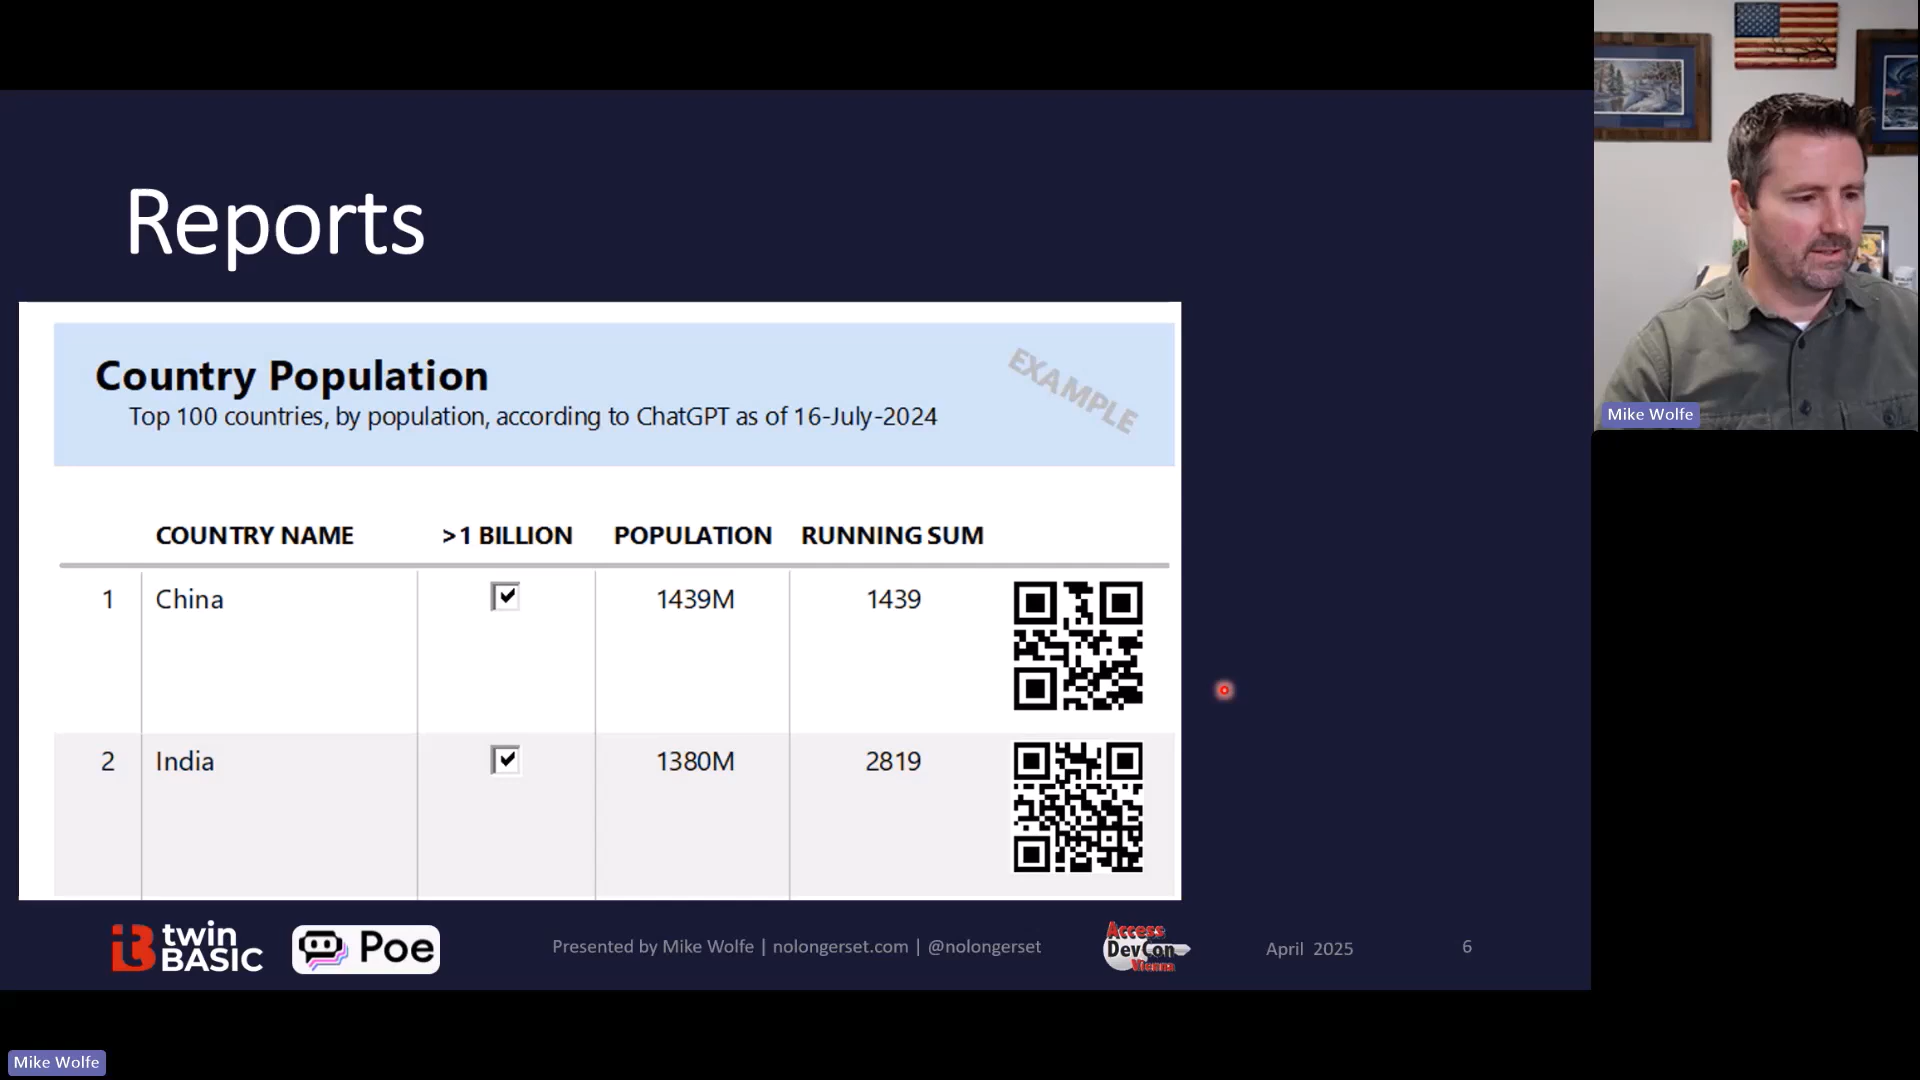 Reports
Country Population
Top 100 countries, by population, according to ChatGPT as of 16-July-2024
EXAMPLE
COUNTRY NAME >1 BILLION POPULATION RUNNING SUM
1 China 1439M 1439
2 India 1380M 2819
twin
BASIC
Poe
Presented by Mike Wolfe | nolongerset.com | @nolongerset
Access
DevCon
Vienna
April 2025
6
Mike Wolfe
Mike Wolfe